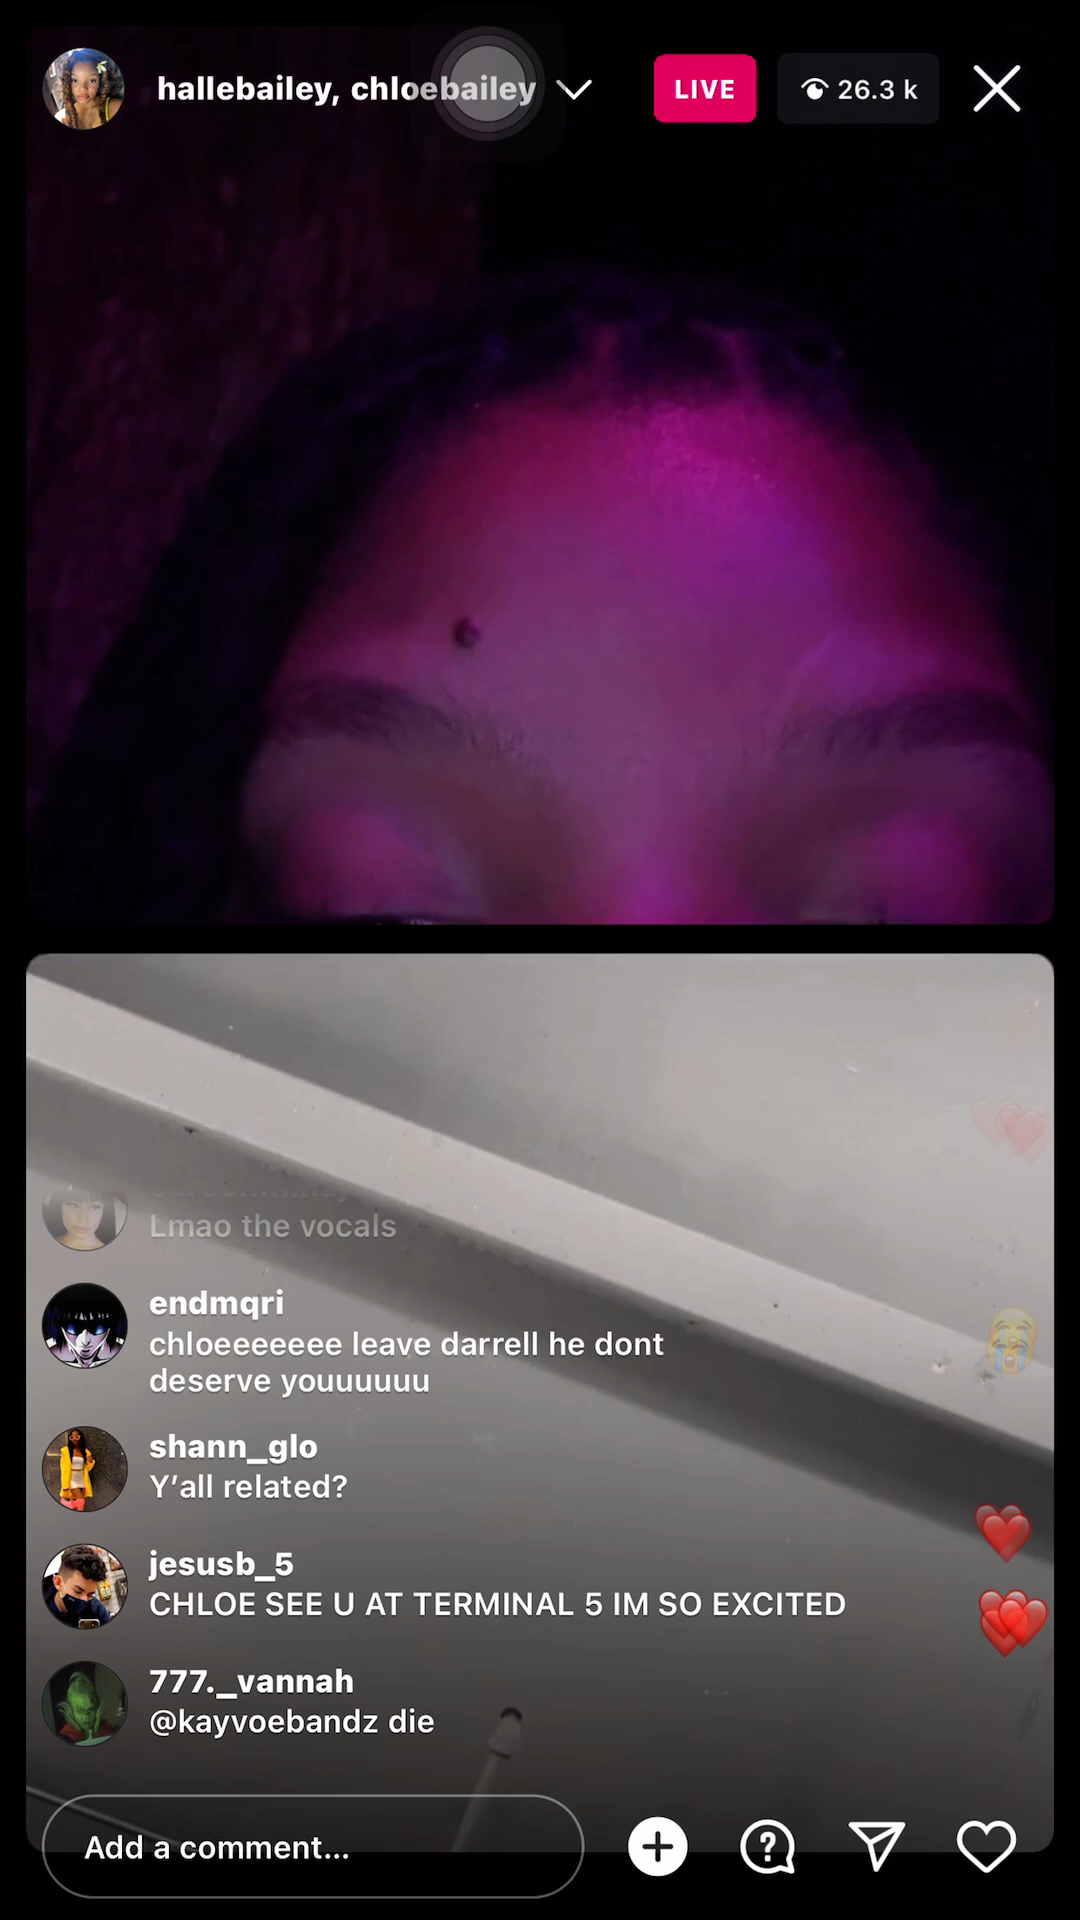 hallebailey, chloebailey
LIVE
26.3 k
Lmao the vocals
endmqri
chloeeeeeee leave darrell he dont
deserve youuuuuu
shann_glo
Y'all related?
jesusb_5
CHLOE SEE U AT TERMINAL 5 IM SO EXCITED
777._vannah
@kayvoebandz die
Add a comment...